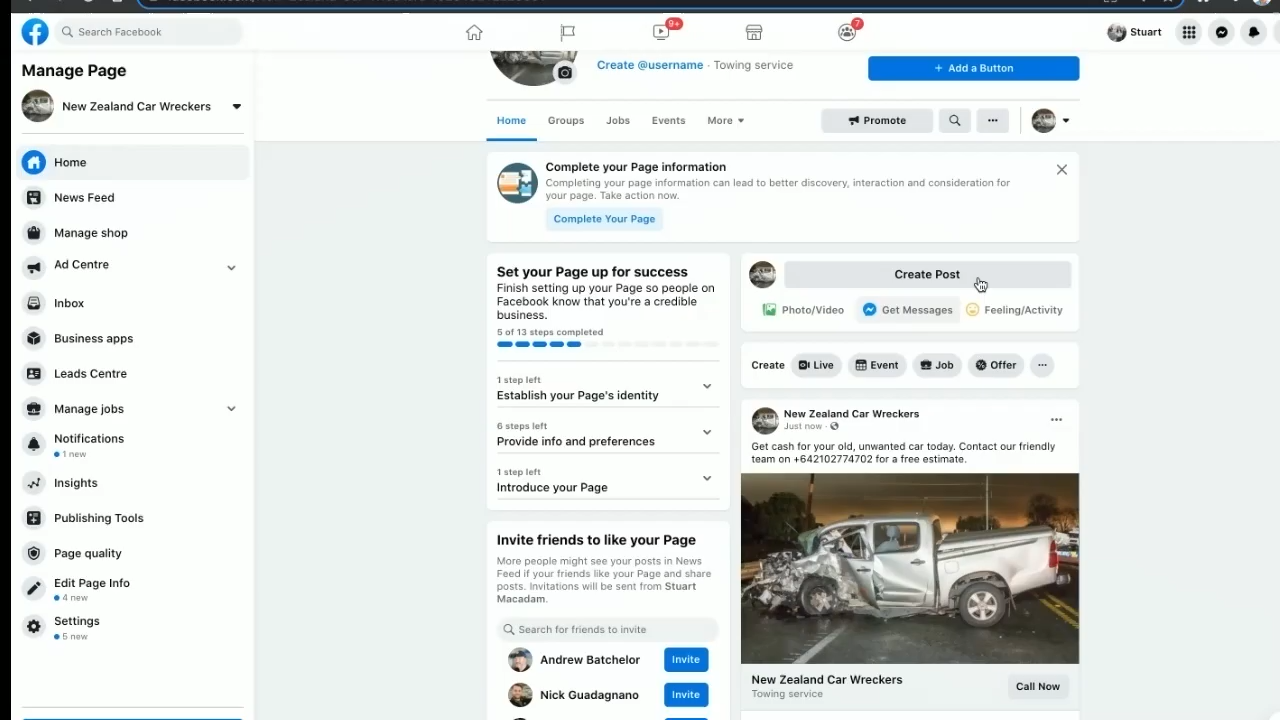 Search Facebook
9+
7
Stuart
Manage Page
New Zealand Car Wreckers
Home
News Feed
Manage shop
Ad Centre
Inbox
Business apps
Leads Centre
Manage jobs
Notifications
1 new
Insights
Publishing Tools
Page quality
Edit Page Info
4 new
Settings
5 new
Create @username · Towing service
+ Add a Button
Home Groups Jobs Events More
Promote
Complete your Page information
Completing your page information can lead to better discovery, interaction and consideration for
your page. Take action now.
Complete Your Page
Set your Page up for success
Finish setting up your Page so people on
Facebook know that you're a credible
business.
5 of 13 steps completed
1 step left
Establish your Page's identity
6 steps left
Provide info and preferences
1 step left
Introduce your Page
Invite friends to like your Page
More people might see your posts in News
Feed if your friends like your Page and share
posts. Invitations will be sent from Stuart
Macadam.
Search for friends to invite
Andrew Batchelor Invite
Nick Guadagnano Invite
Create Post
Photo/Video Get Messages Feeling/Activity
Create Live Event Job Offer
New Zealand Car Wreckers
Just now ·
Get cash for your old, unwanted car today. Contact our friendly
team on +642102774702 for a free estimate.
New Zealand Car Wreckers
Towing service
Call Now